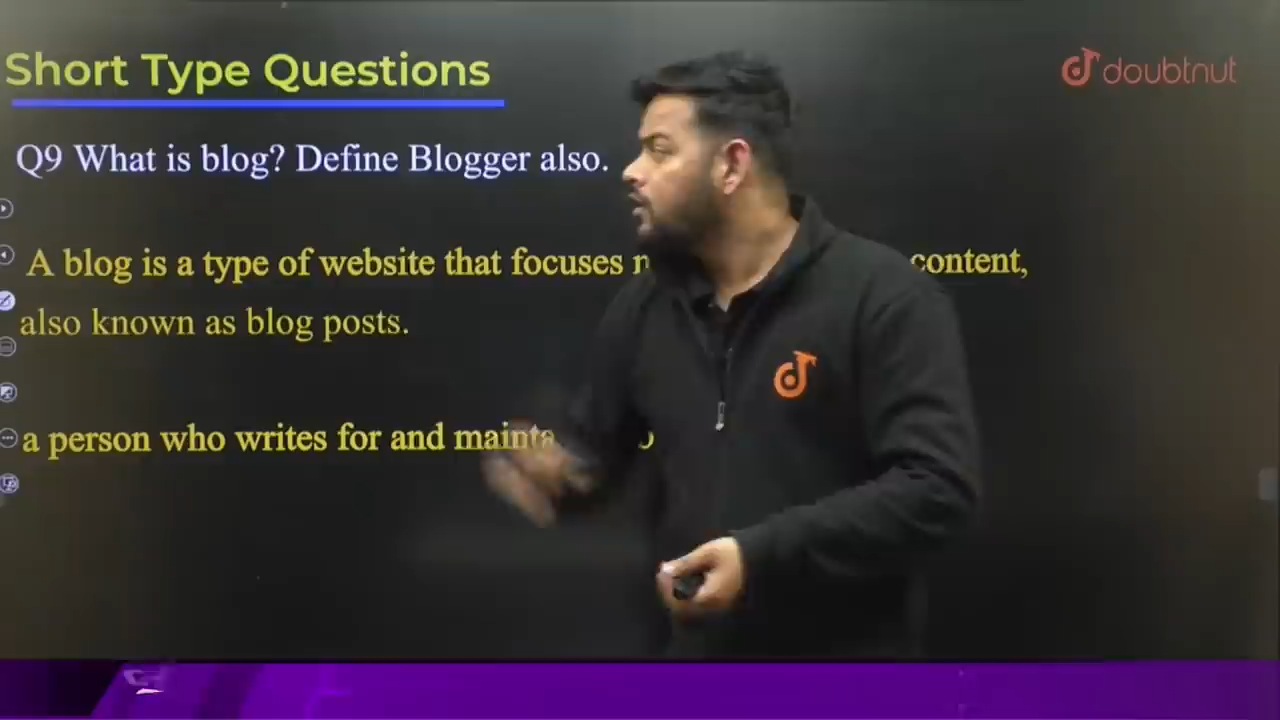 Short Type Questions
doubtnut
Q9 What is blog? Define Blogger also.
A blog is a type of website that focuses content,
also known as blog posts.
a person who writes for and